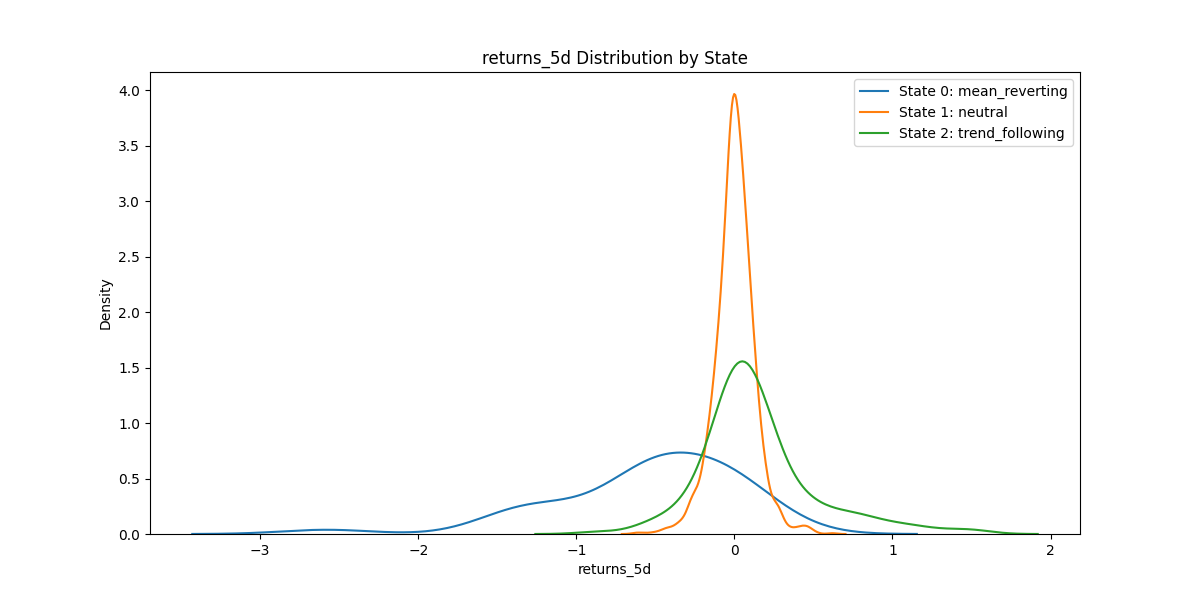 returns_5d Distribution by State
State 0: mean_reverting
State 1: neutral
State 2: trend_following
4.0
3.5
3.0
2.5
2.0
1.5
1.0
0.5
0.0
Density
−3
−2
−1
0
1
2
returns_5d